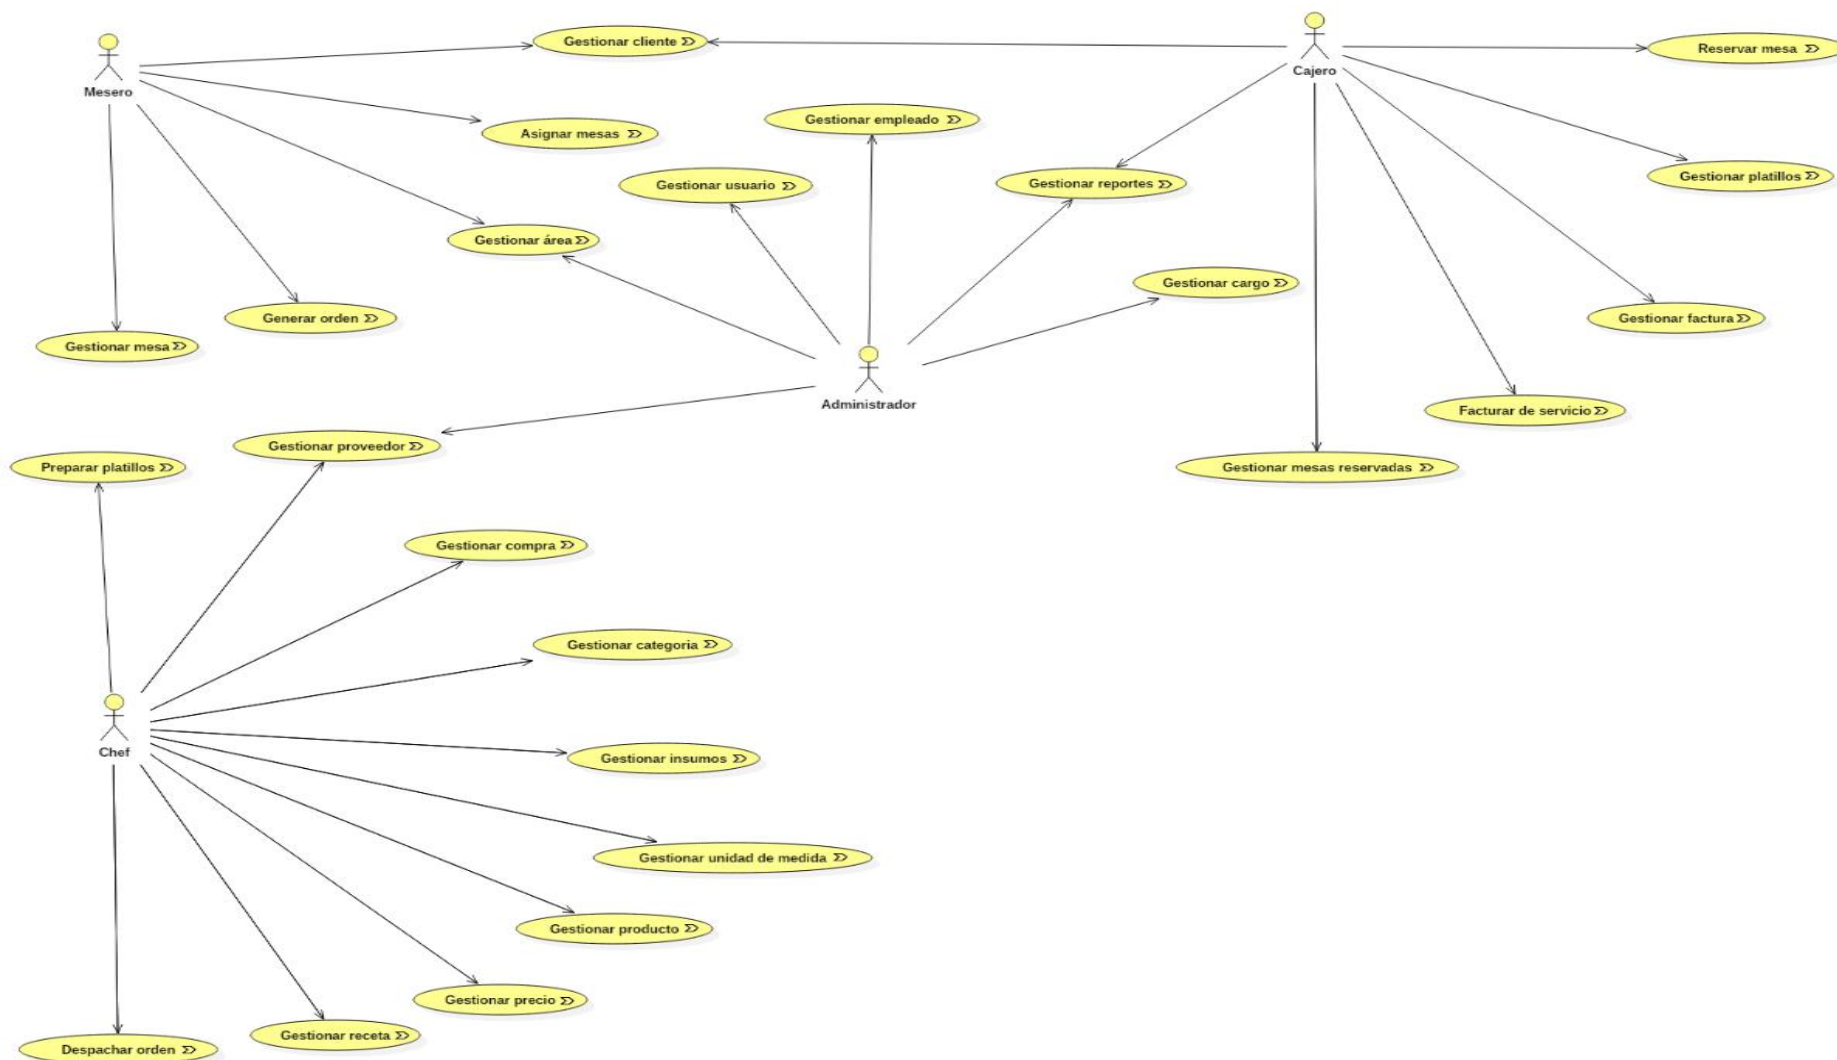 Gestionar cliente
Reservar mesa
Cajero
Mesero
Gestionar empleado
Asignar mesas
Gestionar platillos
Gestionar usuario
Gestionar reportes
Gestionar área
Gestionar cargo
Generar orden
Gestionar factura
Gestionar mesa
Administrador
Facturar de servicio
Gestionar proveedor
Preparar platillos
Gestionar mesas reservadas
Gestionar compra
Gestionar categoria
Chef
Gestionar insumos
Gestionar unidad de medida
Gestionar producto
Gestionar precio
Gestionar receta
Despachar orden